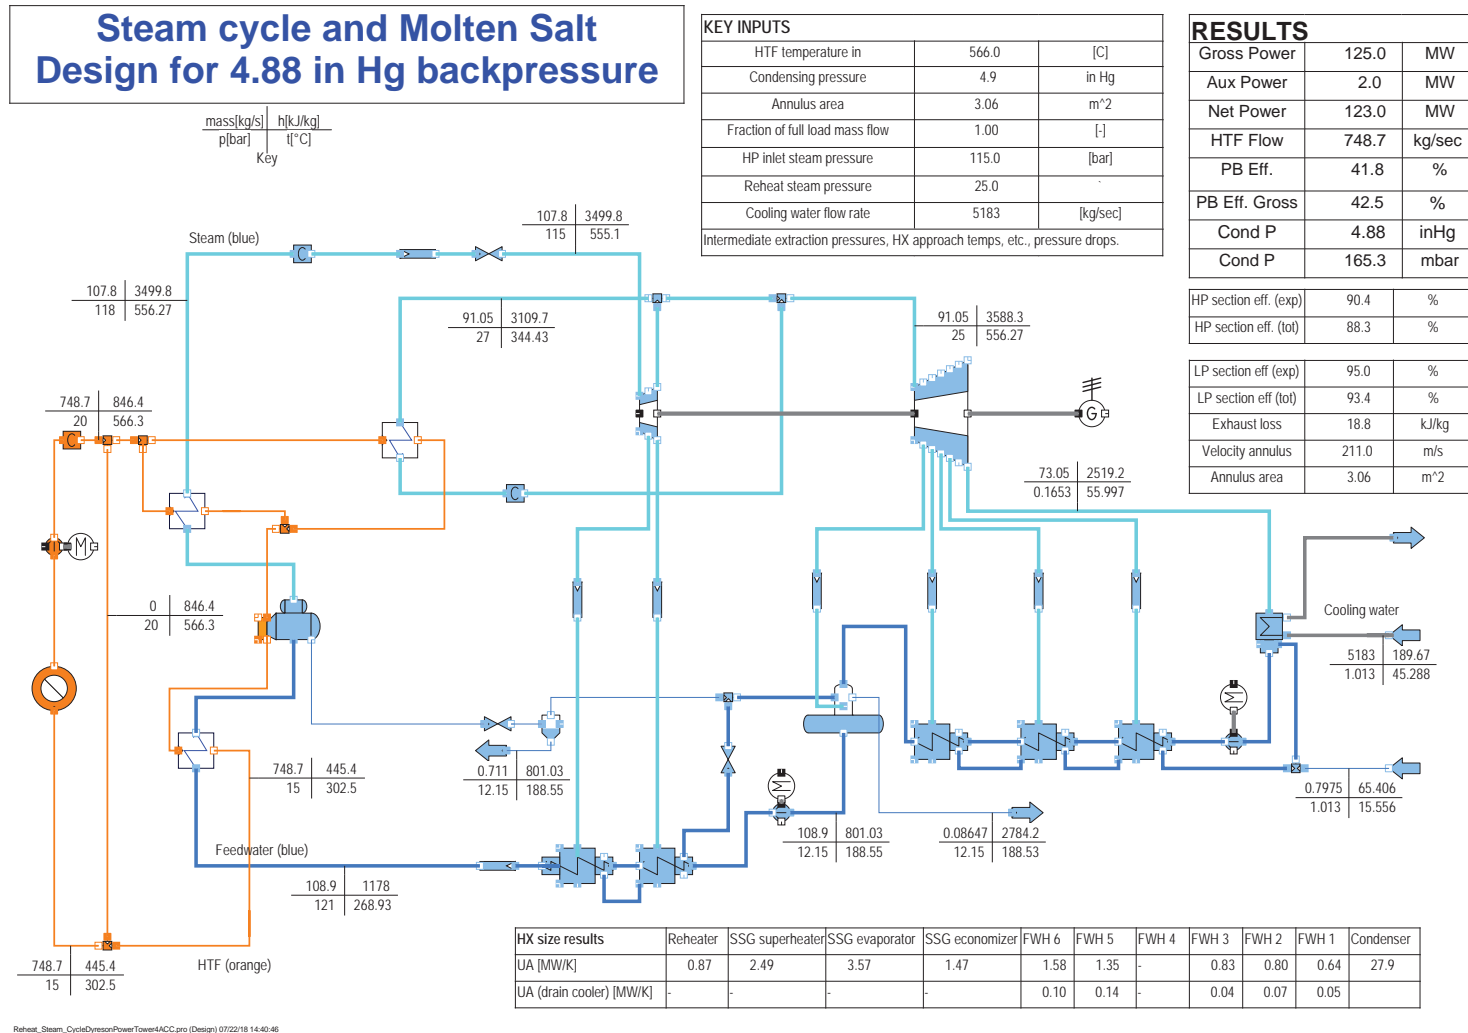 Steam cycle and Molten Salt
Design for 4.88 in Hg backpressure
mass[kg/s] h[kJ/kg]
p[bar] t[°C]
Key
KEY INPUTS
HTF temperature in 566.0 [C]
Condensing pressure 4.9 in Hg
Annulus area 3.06 m^2
Fraction of full load mass flow 1.00 [-]
HP inlet steam pressure 115.0 [bar]
Reheat steam pressure 25.0
Cooling water flow rate 5183 [kg/sec]
Intermediate extraction pressures, HX approach temps, etc., pressure drops.
RESULTS
Gross Power 125.0 MW
Aux Power 2.0 MW
Net Power 123.0 MW
HTF Flow 748.7 kg/sec
PB Eff. 41.8 %
PB Eff. Gross 42.5 %
Cond P 4.88 inHg
Cond P 165.3 mbar
HP section eff. (exp) 90.4 %
HP section eff. (tot) 88.3 %
LP section eff (exp) 95.0 %
LP section eff (tot) 93.4 %
Exhaust loss 18.8 kJ/kg
Velocity annulus 211.0 m/s
Annulus area 3.06 m^2
107.8 3499.8
115 555.1
Steam (blue)
C
107.8 3499.8
118 556.27
91.05 3109.7
27 344.43
91.05 3588.3
25 556.27
748.7 846.4
20 566.3
C
G
C
73.05 2519.2
0.1653 55.997
M
0 846.4
20 566.3
Cooling water
5183 189.67
1.013 45.288
M
748.7 445.4
15 302.5
0.711 801.03
12.15 188.55
M
108.9 801.03
12.15 188.55
0.08647 2784.2
12.15 188.53
0.7975 65.406
1.013 15.556
Feedwater (blue)
108.9 1178
121 268.93
748.7 445.4
15 302.5
HTF (orange)
HX size results Reheater SSG superheater SSG evaporator SSG economizer FWH 6 FWH 5 FWH 4 FWH 3 FWH 2 FWH 1 Condenser
UA [MW/K] 0.87 2.49 3.57 1.47 1.58 1.35 - 0.83 0.80 0.64 27.9
UA (drain cooler) [MW/K] - - - - 0.10 0.14 - 0.04 0.07 0.05
Reheat_Steam_CycleDyresonPowerTower4ACC.pro (Design) 07/22/18 14:40:46